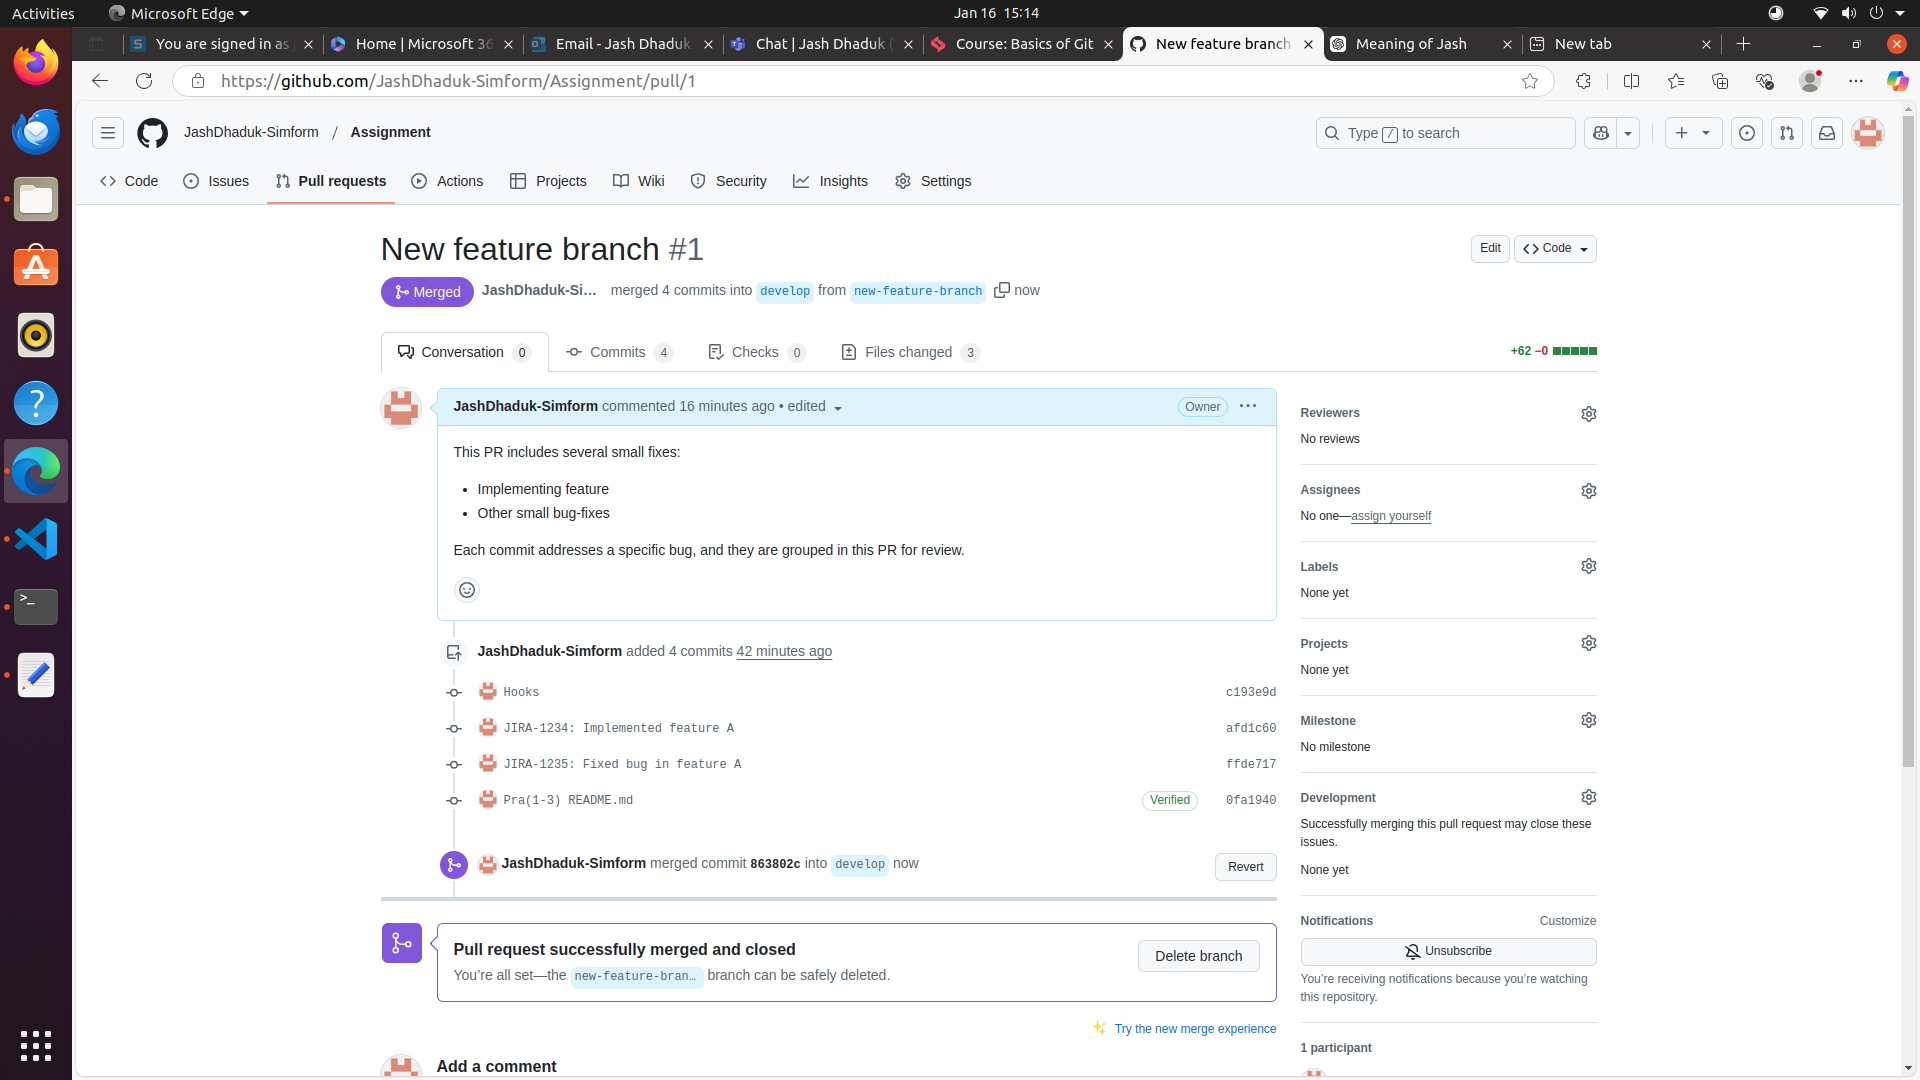 Activities
Microsoft Edge
Jan 16 15:14
You are signed in as
Home | Microsoft 36
Email - Jash Dhaduk
Chat | Jash Dhaduk (
Course: Basics of Git
New feature branch
Meaning of Jash
New tab
https://github.com/JashDhaduk-Simform/Assignment/pull/1
JashDhaduk-Simform / Assignment
Type / to search
Code
Issues
Pull requests
Actions
Projects
Wiki
Security
Insights
Settings
New feature branch #1
Edit
Code
Merged
JashDhaduk-Si... merged 4 commits into develop from new-feature-branch now
Conversation 0
Commits 4
Checks 0
Files changed 3
+62 −0
JashDhaduk-Simform commented 16 minutes ago • edited
Owner
This PR includes several small fixes:
• Implementing feature
• Other small bug-fixes
Each commit addresses a specific bug, and they are grouped in this PR for review.
JashDhaduk-Simform added 4 commits 42 minutes ago
Hooks c193e9d
JIRA-1234: Implemented feature A afd1c60
JIRA-1235: Fixed bug in feature A ffde717
Pra(1-3) README.md Verified 0fa1940
JashDhaduk-Simform merged commit 863802c into develop now
Revert
Pull request successfully merged and closed
You're all set—the new-feature-bran… branch can be safely deleted.
Delete branch
Try the new merge experience
Add a comment
Reviewers
No reviews
Assignees
No one—assign yourself
Labels
None yet
Projects
None yet
Milestone
No milestone
Development
Successfully merging this pull request may close these
issues.
None yet
Notifications
Customize
Unsubscribe
You're receiving notifications because you're watching
this repository.
1 participant